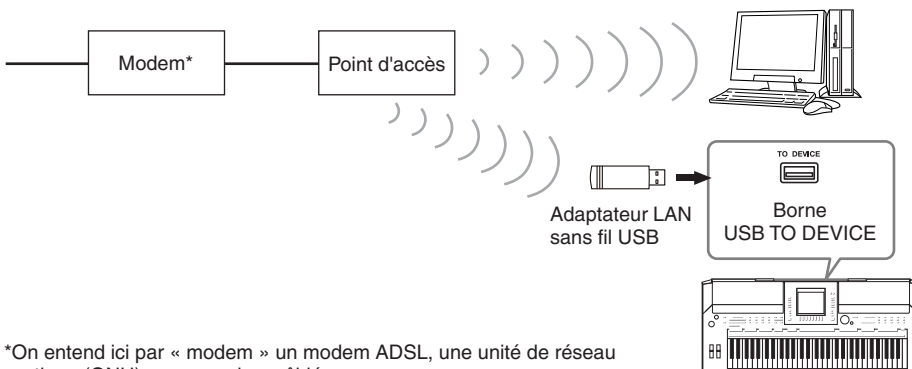 Modem*
Point d'accès
TO DEVICE
Adaptateur LAN
sans fil USB
Borne
USB TO DEVICE
*On entend ici par « modem » un modem ADSL, une unité de réseau